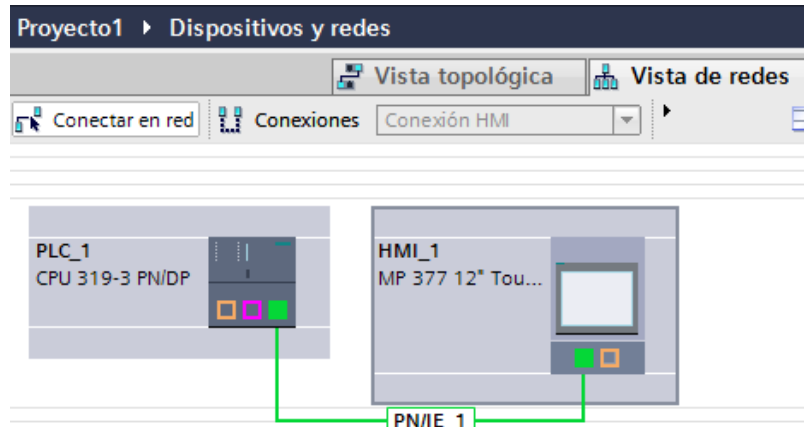 Proyecto1 ▸ Dispositivos y redes
Vista topológica
Vista de redes
Conectar en red
Conexiones
Conexión HMI
PLC_1
CPU 319-3 PN/DP
HMI_1
MP 377 12" Tou...
PN/IE_1